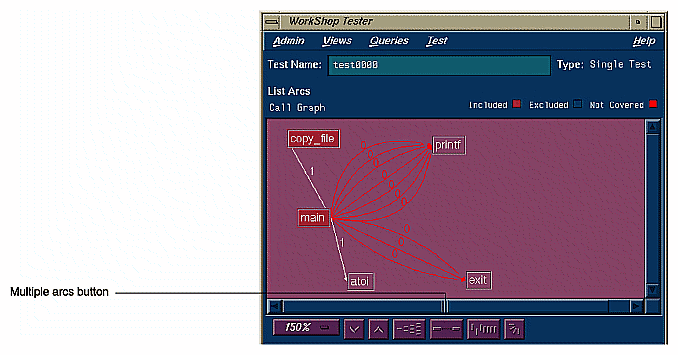 WorkShop Tester
Admin Views Queries Test Help
Test Name: test0000 Type: Single Test
List Arcs
Call Graph Included Excluded Not Covered
copy_file
printf
1
main
1
atoi
exit
Multiple arcs button
150%